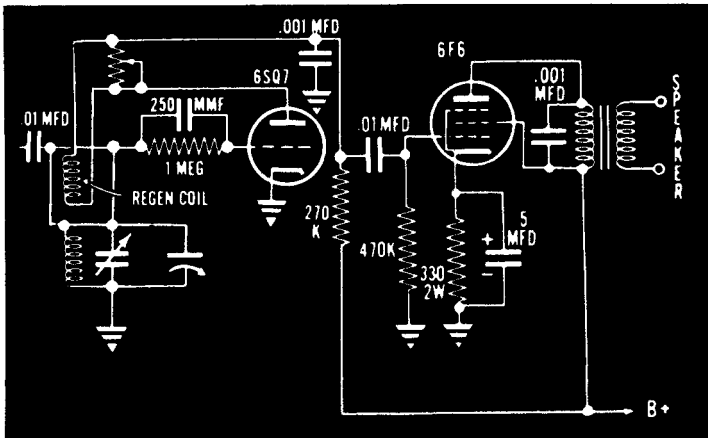 .001 MFD
6SQ7
6F6
250 MMF
.01 MFD
1 MEG
REGEN COIL
.01 MFD
.001
MFD
SPEAKER
270
K
470K
330
2W
5
MFD
+
−
B+